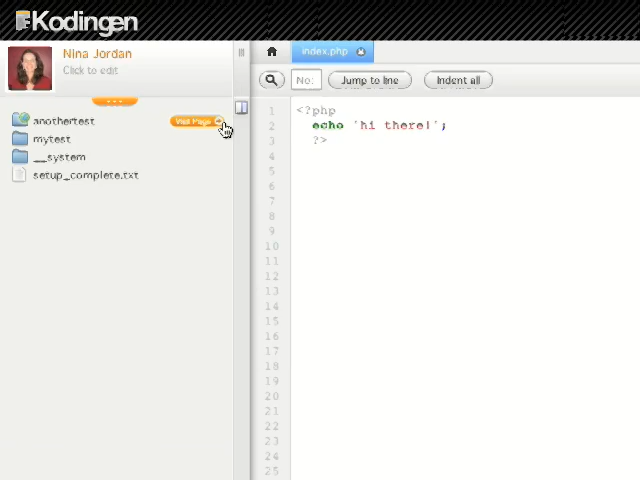 Kodingen
Nina Jordan
Click to edit
index.php
No:
Jump to line
Indent all
...
anothertest
Visit Page
mytest
__system
setup_complete.txt
1 <?php
2 echo 'hi there!';
3 ?>
4
5
6
7
8
9
10
11
12
13
14
15
16
17
18
19
20
21
22
23
24
25